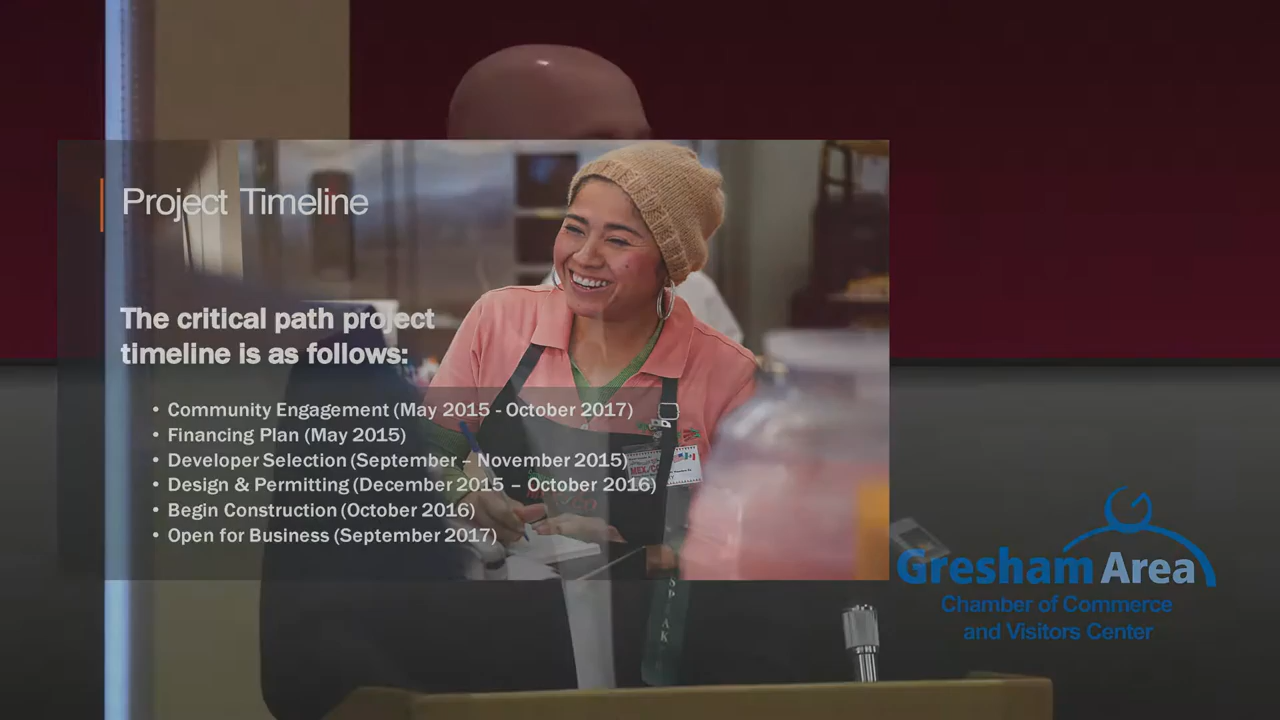 Project Timeline
The critical path project
timeline is as follows:
• Community Engagement (May 2015 - October 2017)
• Financing Plan (May 2015)
• Developer Selection (September – November 2015)
• Design & Permitting (December 2015 – October 2016)
• Begin Construction (October 2016)
• Open for Business (September 2017)
SPEAK
Gresham Area
Chamber of Commerce
and Visitors Center